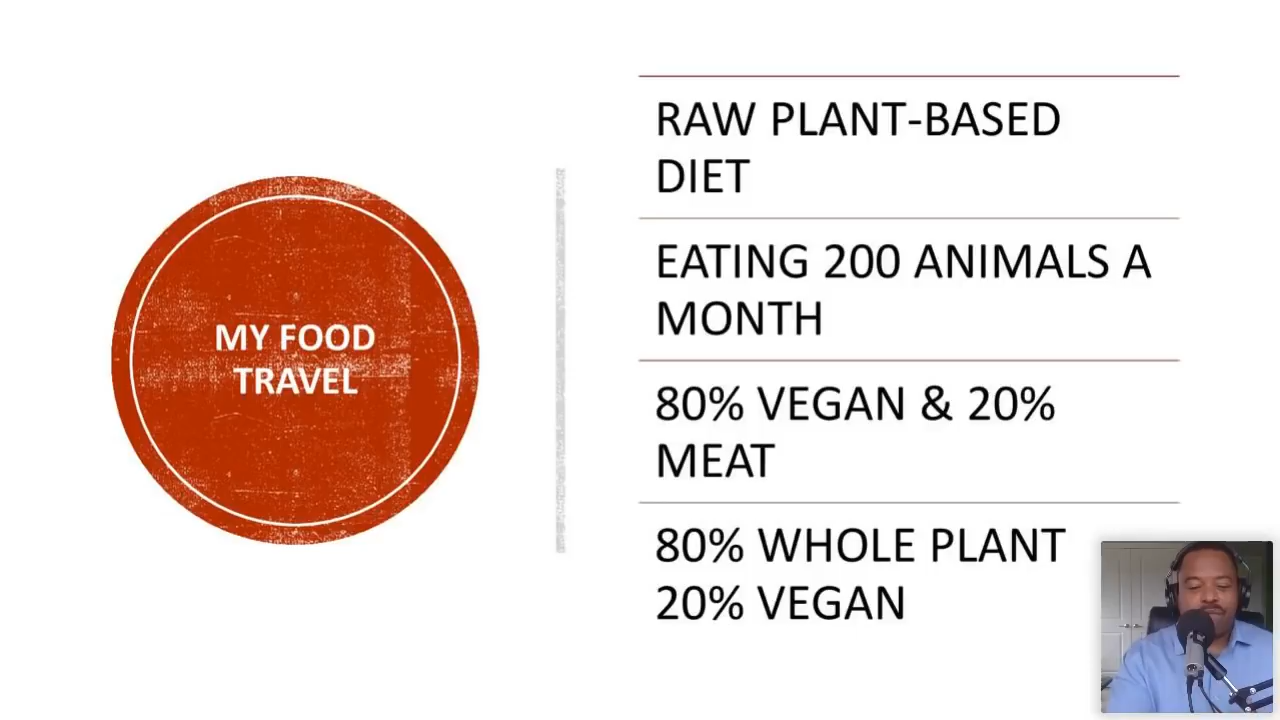 MY FOOD
TRAVEL
RAW PLANT-BASED
DIET
EATING 200 ANIMALS A
MONTH
80% VEGAN & 20%
MEAT
80% WHOLE PLANT
20% VEGAN